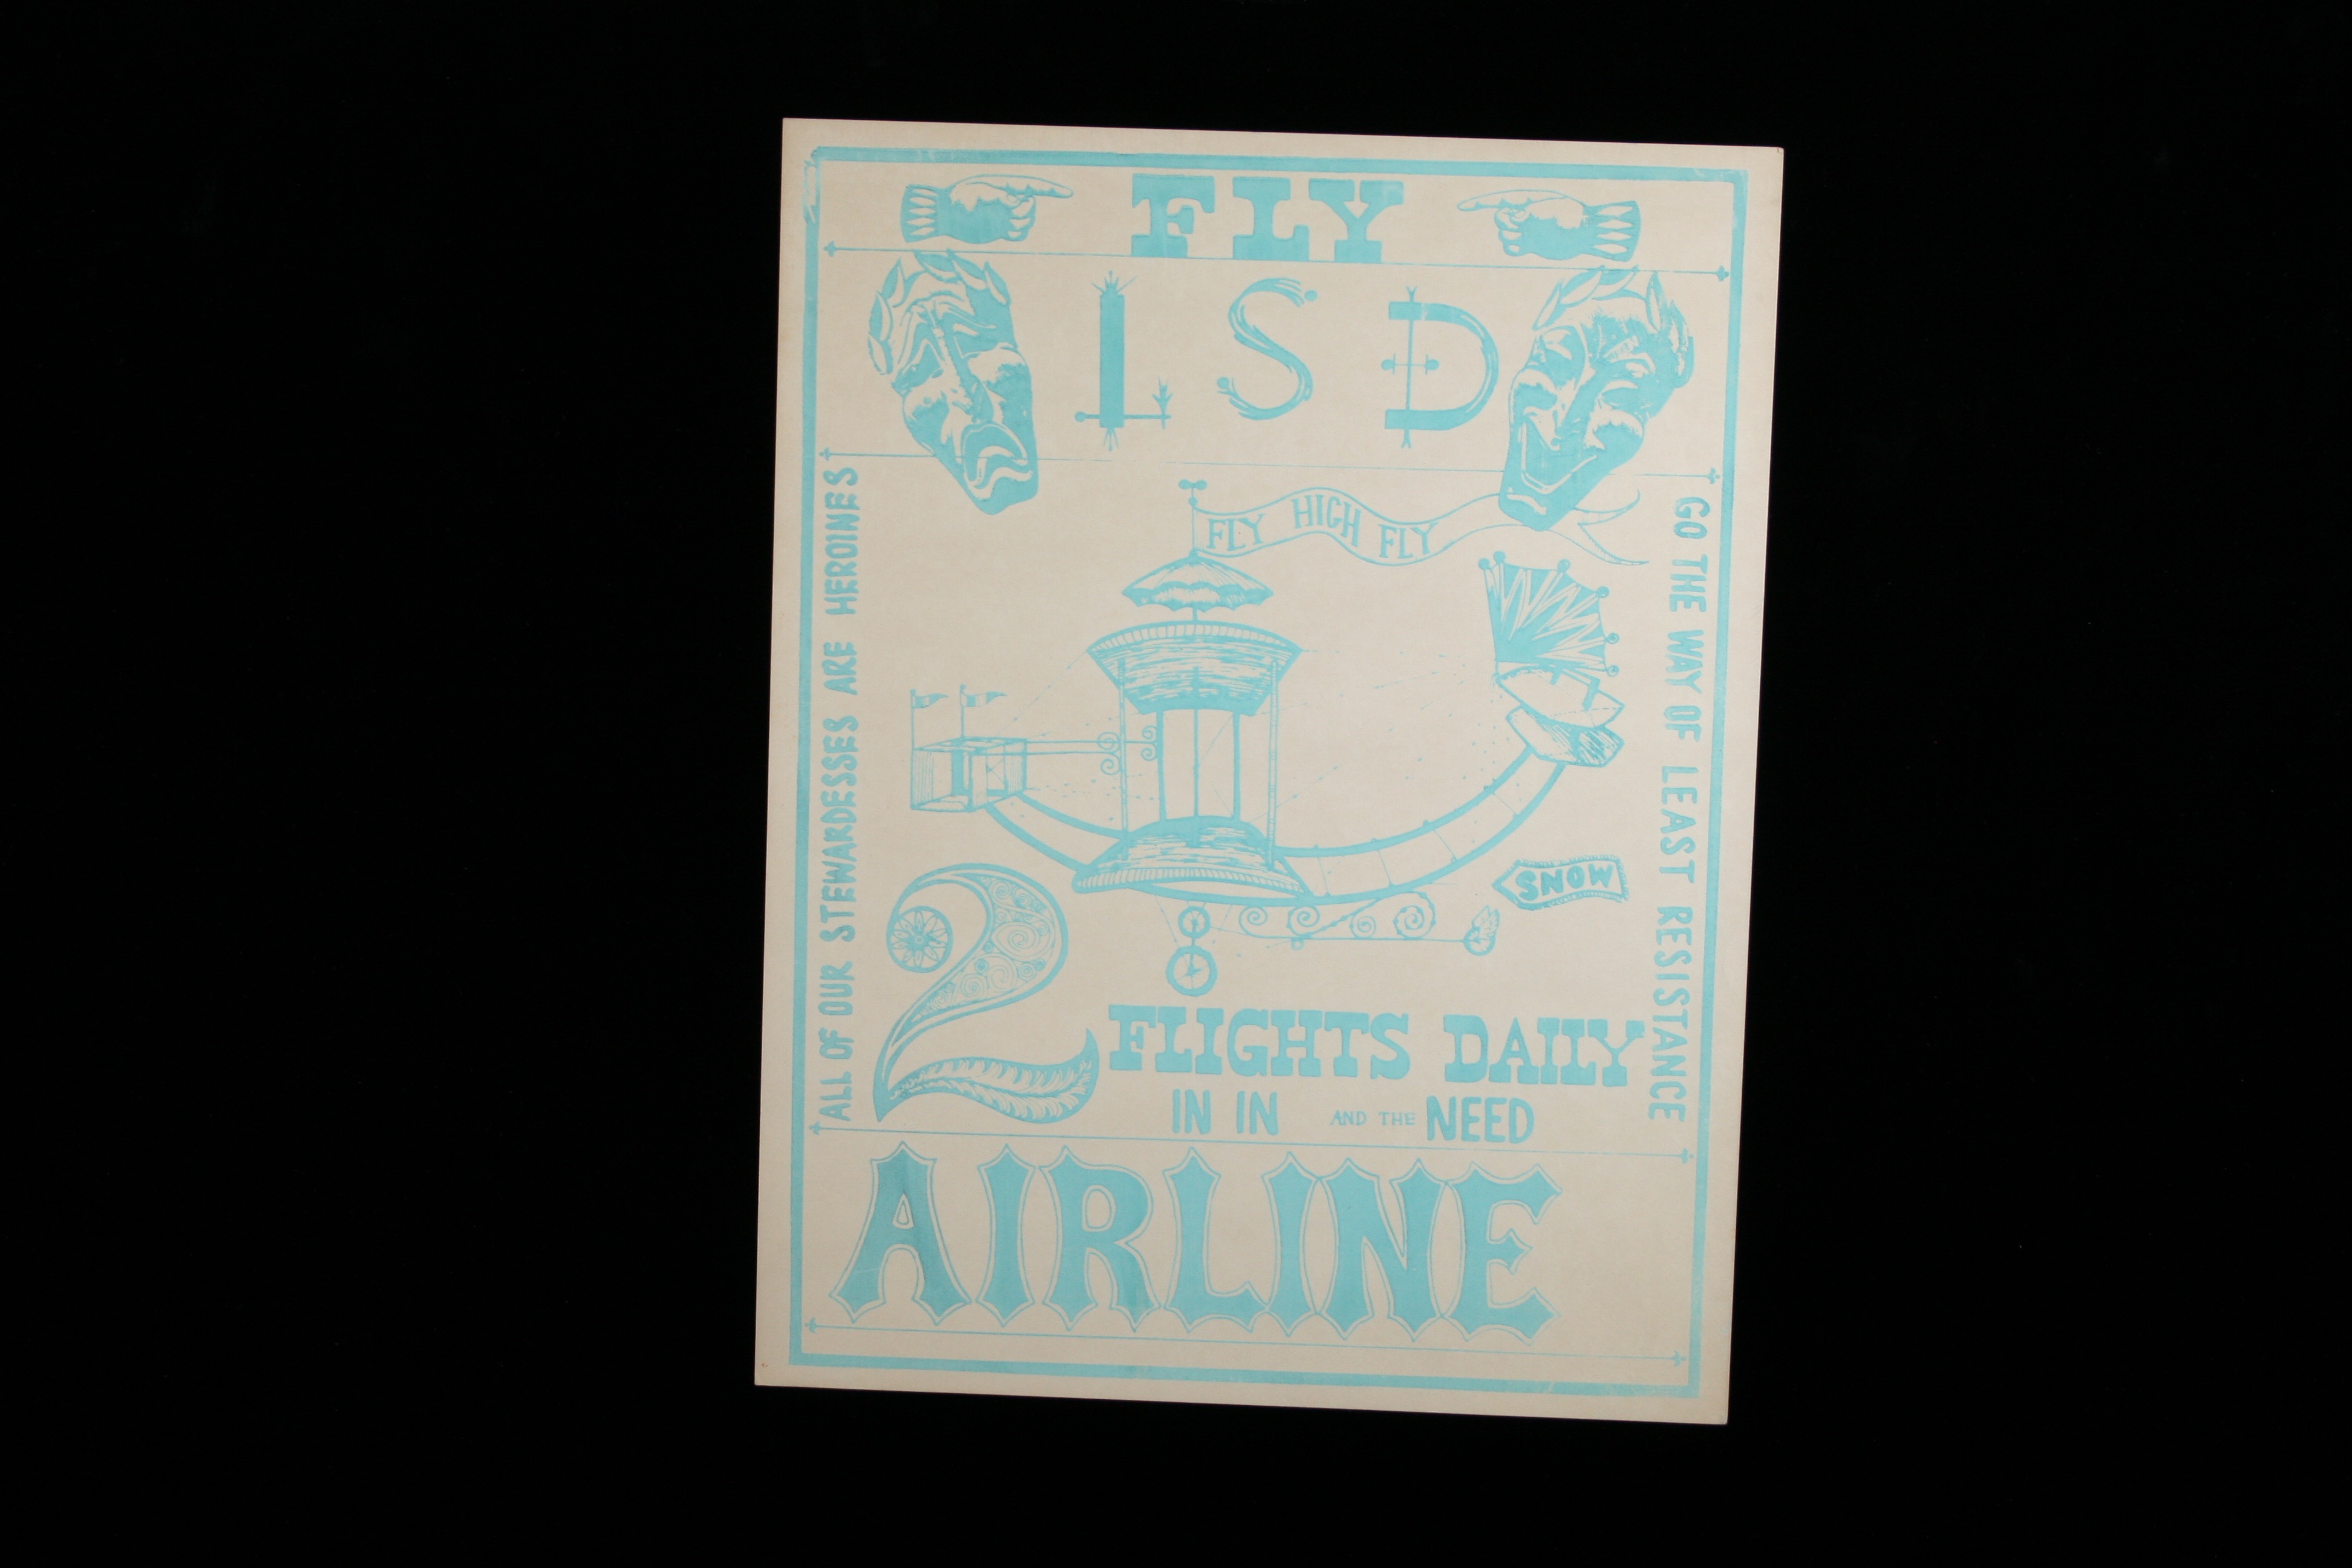 FLY
LSD
FLY HIGH FLY
ALL OF OUR STEWARDESSES ARE HEROINES
GO THE WAY OF LEAST RESISTANCE
SNOW
2 FLIGHTS DAILY
IN IN AND THE NEED
AIRLINE